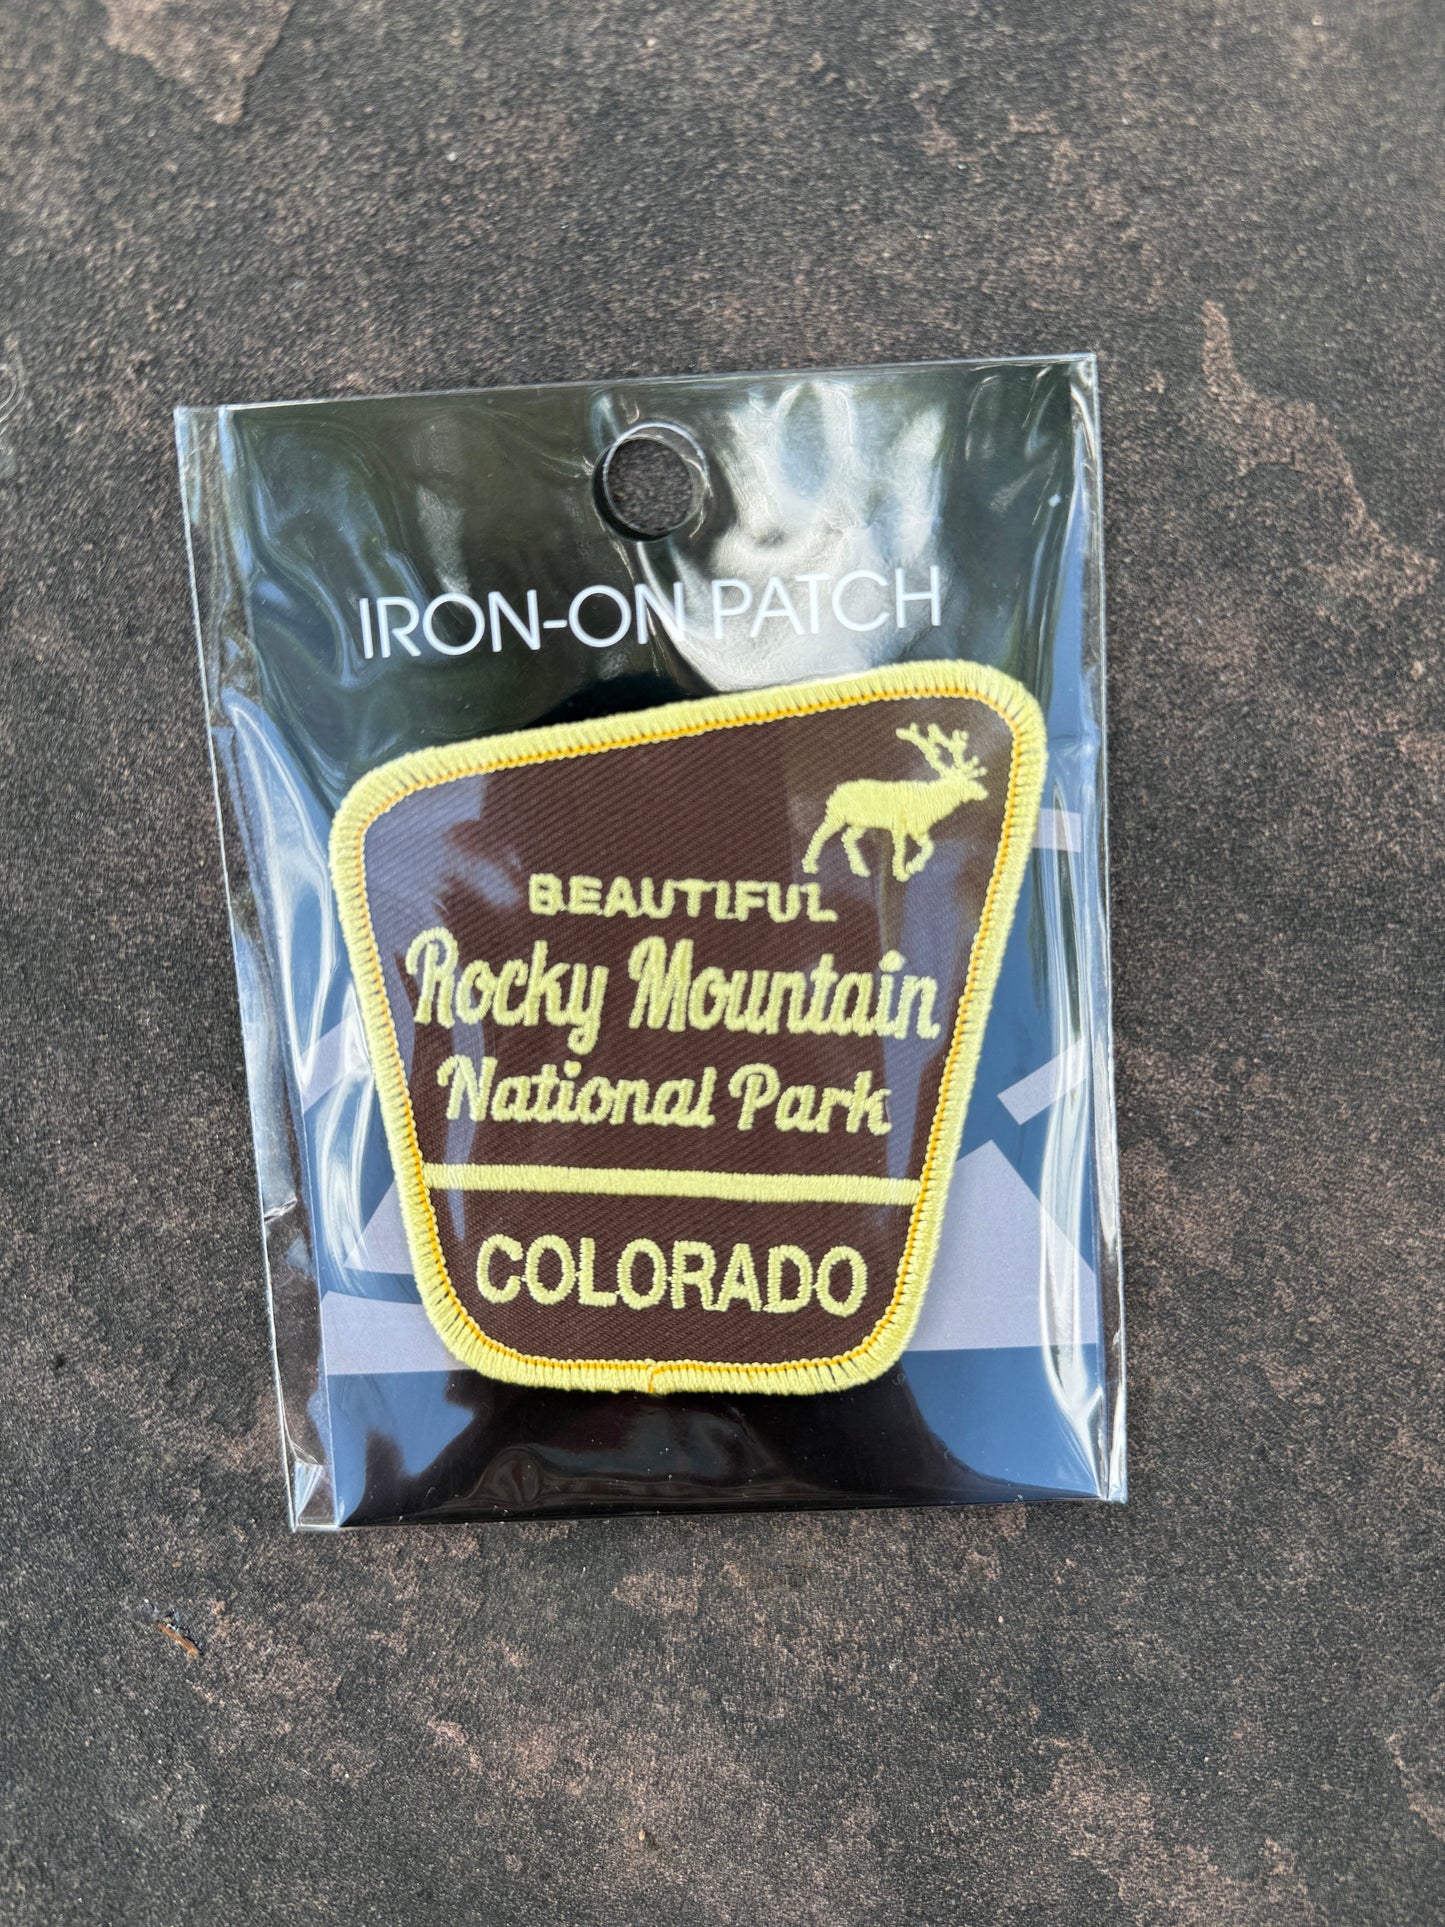 IRON-ON PATCH
BEAUTIFUL
Rocky Mountain
National Park
COLORADO